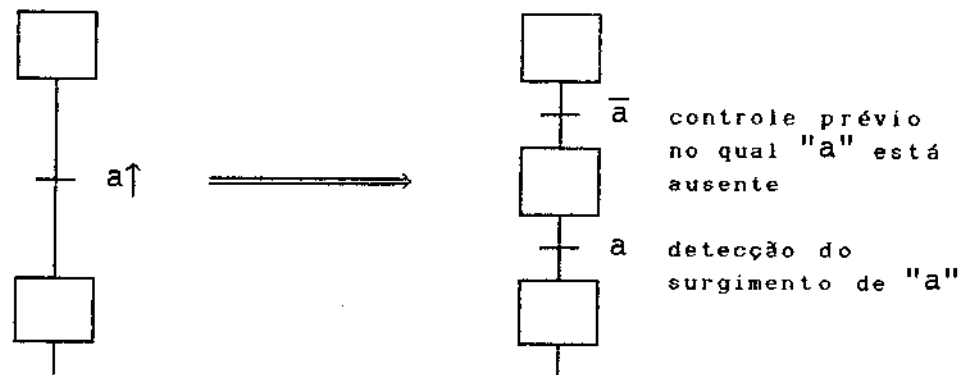 a↑
a̅ controle prévio
no qual "a" está
ausente
a detecção do
surgimento de "a"